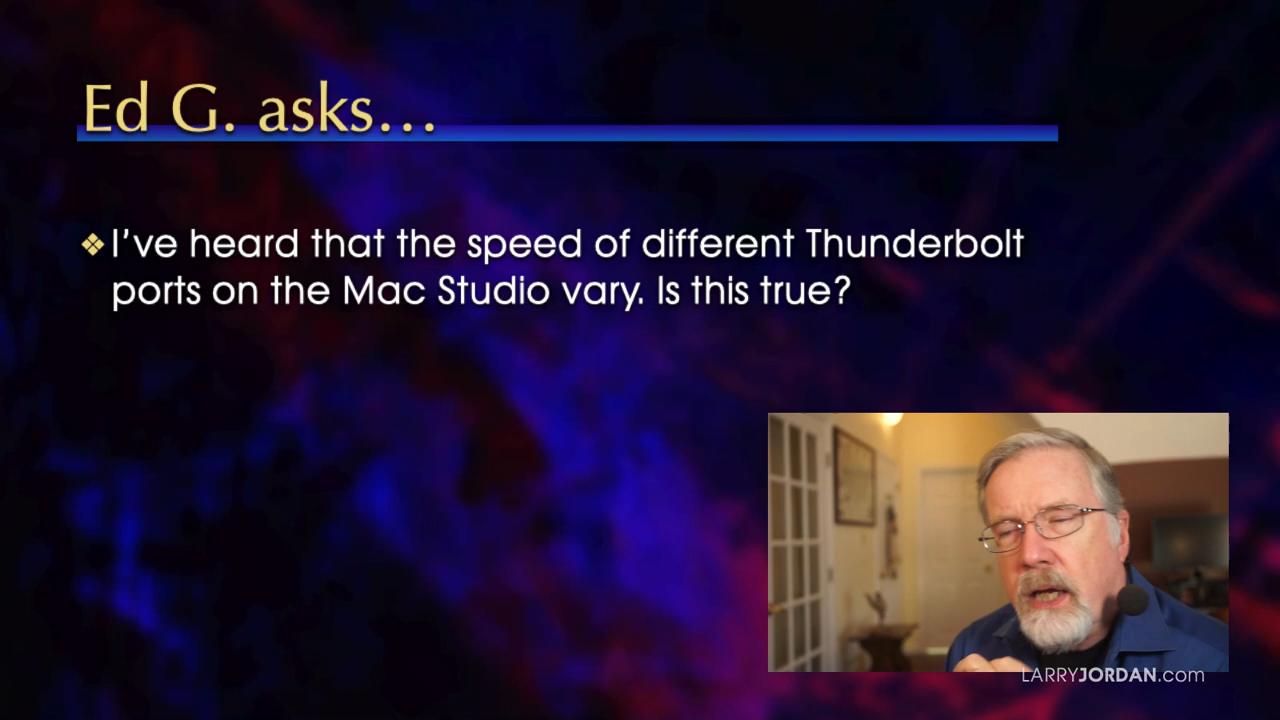 Ed G. asks…
❖ I’ve heard that the speed of different Thunderbolt
ports on the Mac Studio vary. Is this true?
LARRYJORDAN.com